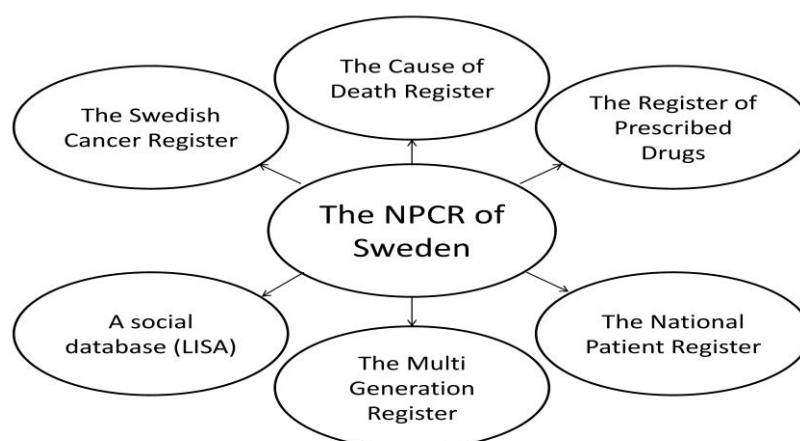 The Cause of
Death Register
The Swedish
Cancer Register
The Register of
Prescribed
Drugs
The NPCR of
Sweden
A social
database (LISA)
The National
Patient Register
The Multi
Generation
Register